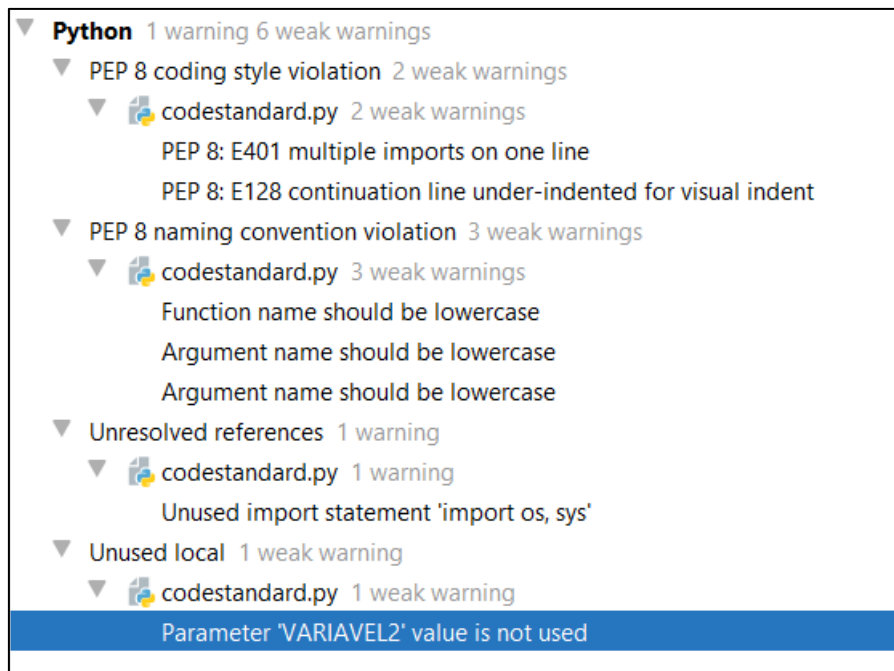 Python 1 warning 6 weak warnings
PEP 8 coding style violation 2 weak warnings
codestandard.py 2 weak warnings
PEP 8: E401 multiple imports on one line
PEP 8: E128 continuation line under-indented for visual indent
PEP 8 naming convention violation 3 weak warnings
codestandard.py 3 weak warnings
Function name should be lowercase
Argument name should be lowercase
Argument name should be lowercase
Unresolved references 1 warning
codestandard.py 1 warning
Unused import statement 'import os, sys'
Unused local 1 weak warning
codestandard.py 1 weak warning
Parameter 'VARIAVEL2' value is not used